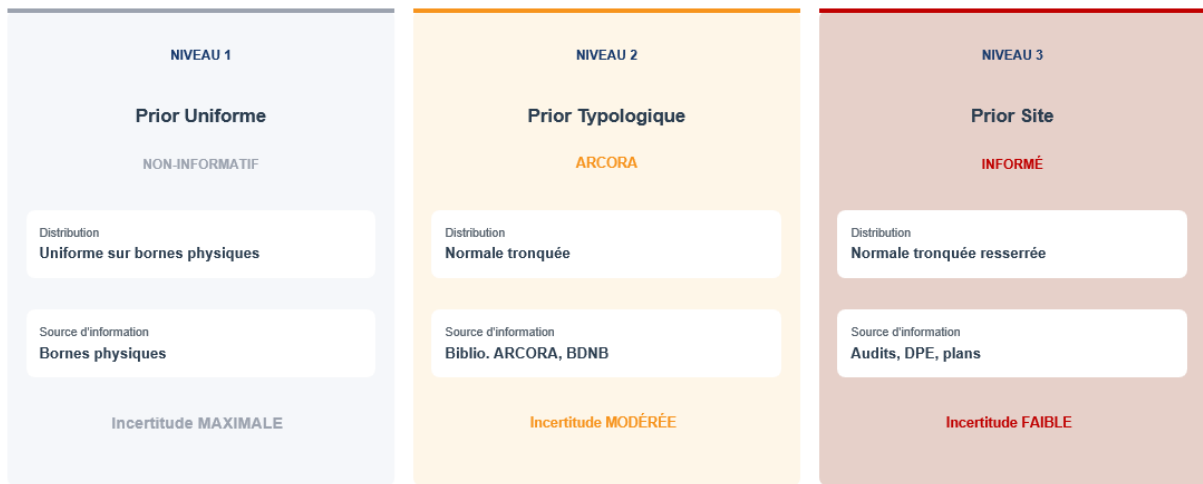 NIVEAU 1
Prior Uniforme
NON-INFORMATIF
Distribution
Uniforme sur bornes physiques
Source d'information
Bornes physiques
Incertitude MAXIMALE
NIVEAU 2
Prior Typologique
ARCORA
Distribution
Normale tronquée
Source d'information
Biblio. ARCORA, BDNB
Incertitude MODÉRÉE
NIVEAU 3
Prior Site
INFORMÉ
Distribution
Normale tronquée resserrée
Source d'information
Audits, DPE, plans
Incertitude FAIBLE